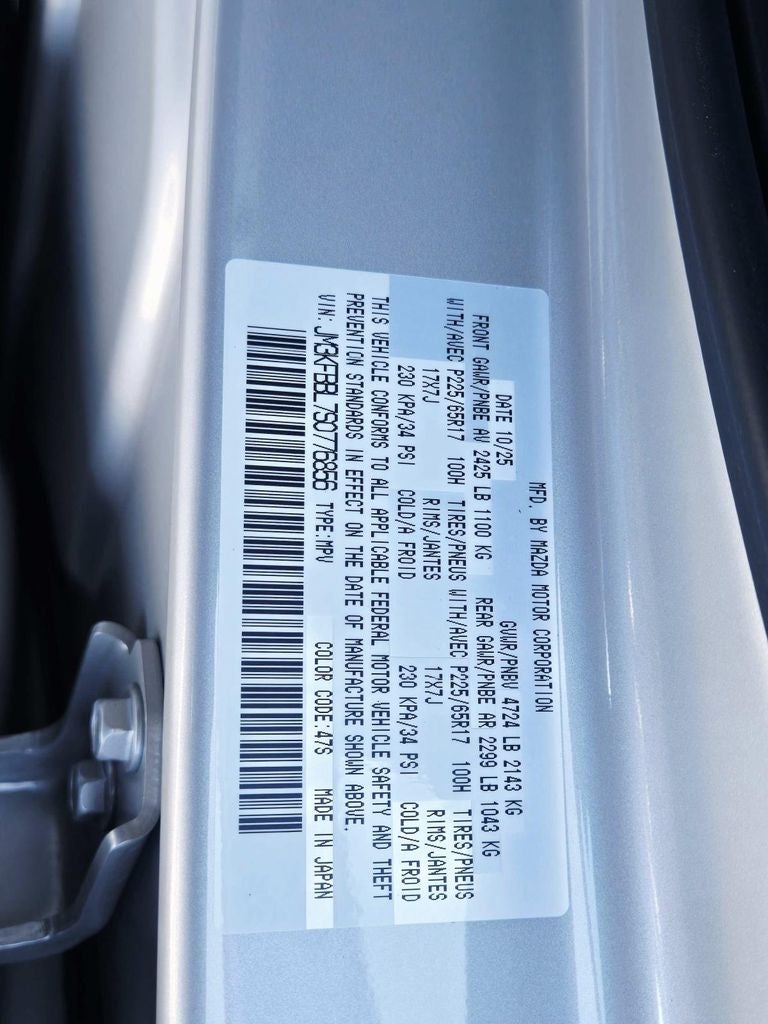 MFD. BY MAZDA MOTOR CORPORATION
DATE 10/25 GVWR/PNBV 4724 LB 2143 KG
FRONT GAWR/PNBE AV 2425 LB 1100 KG REAR GAWR/PNBE AR 2299 LB 1043 KG
WITH/AVEC P225/65R17 100H TIRES/PNEUS WITH/AVEC P225/65R17 100H TIRES/PNEUS
17X7J RIMS/JANTES 17X7J RIMS/JANTES
230 KPA/34 PSI COLD/A FROID 230 KPA/34 PSI COLD/A FROID
THIS VEHICLE CONFORMS TO ALL APPLICABLE FEDERAL MOTOR VEHICLE SAFETY AND THEFT
PREVENTION STANDARDS IN EFFECT ON THE DATE OF MANUFACTURE SHOWN ABOVE.
VIN: JM3KFBBL7S0776856 TYPE:MPV COLOR CODE:47S MADE IN JAPAN